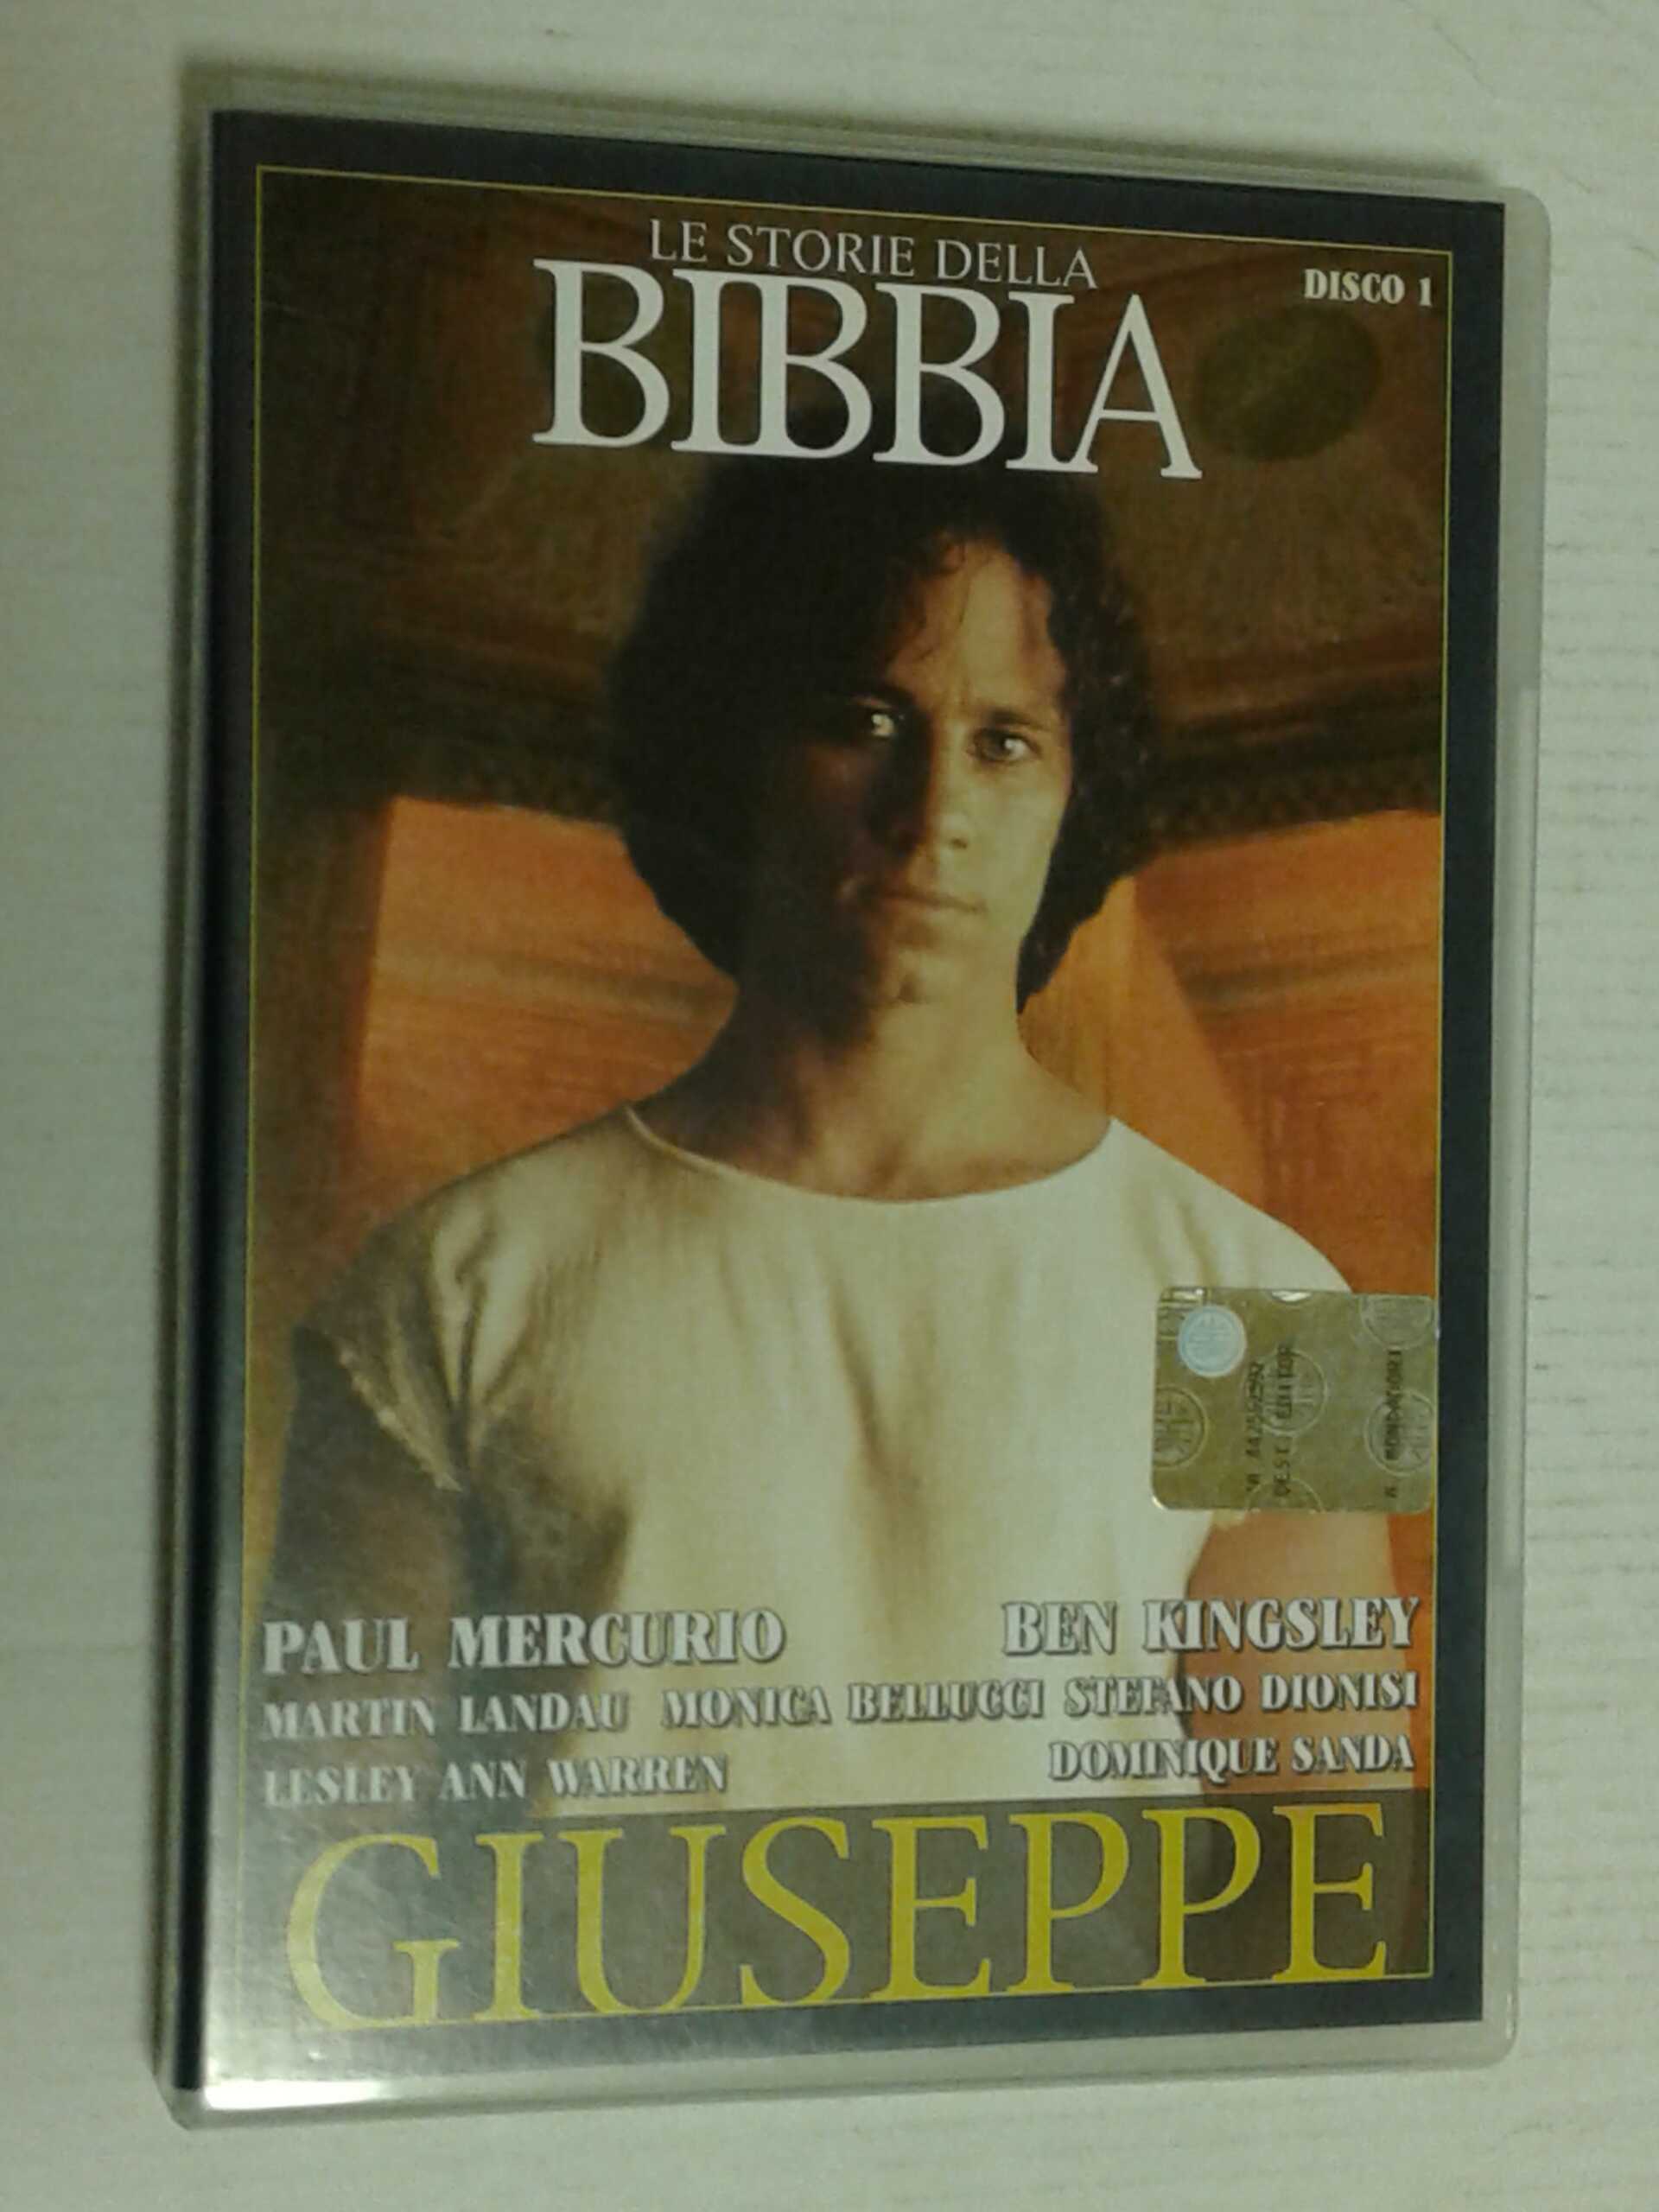 LE STORIE DELLA
BIBBIA
DISCO 1
PAUL MERCURIO BEN KINGSLEY
MARTIN LANDAU MONICA BELLUCCI STEFANO DIONISI
LESLEY ANN WARREN DOMINIQUE SANDA
GIUSEPPE
MONDADORI